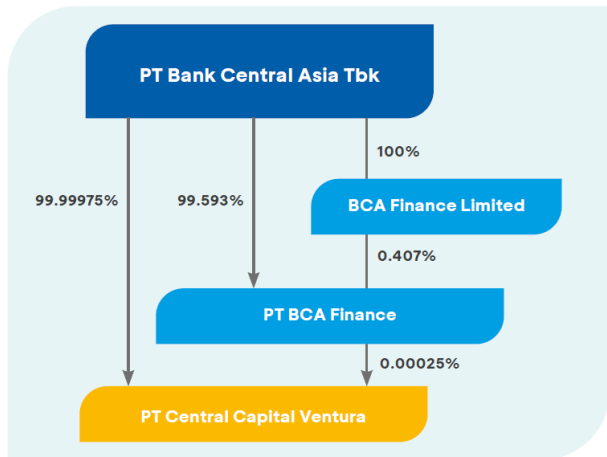 PT Bank Central Asia Tbk
100%
99.99975%
99.593%
BCA Finance Limited
0.407%
PT BCA Finance
0.00025%
PT Central Capital Ventura